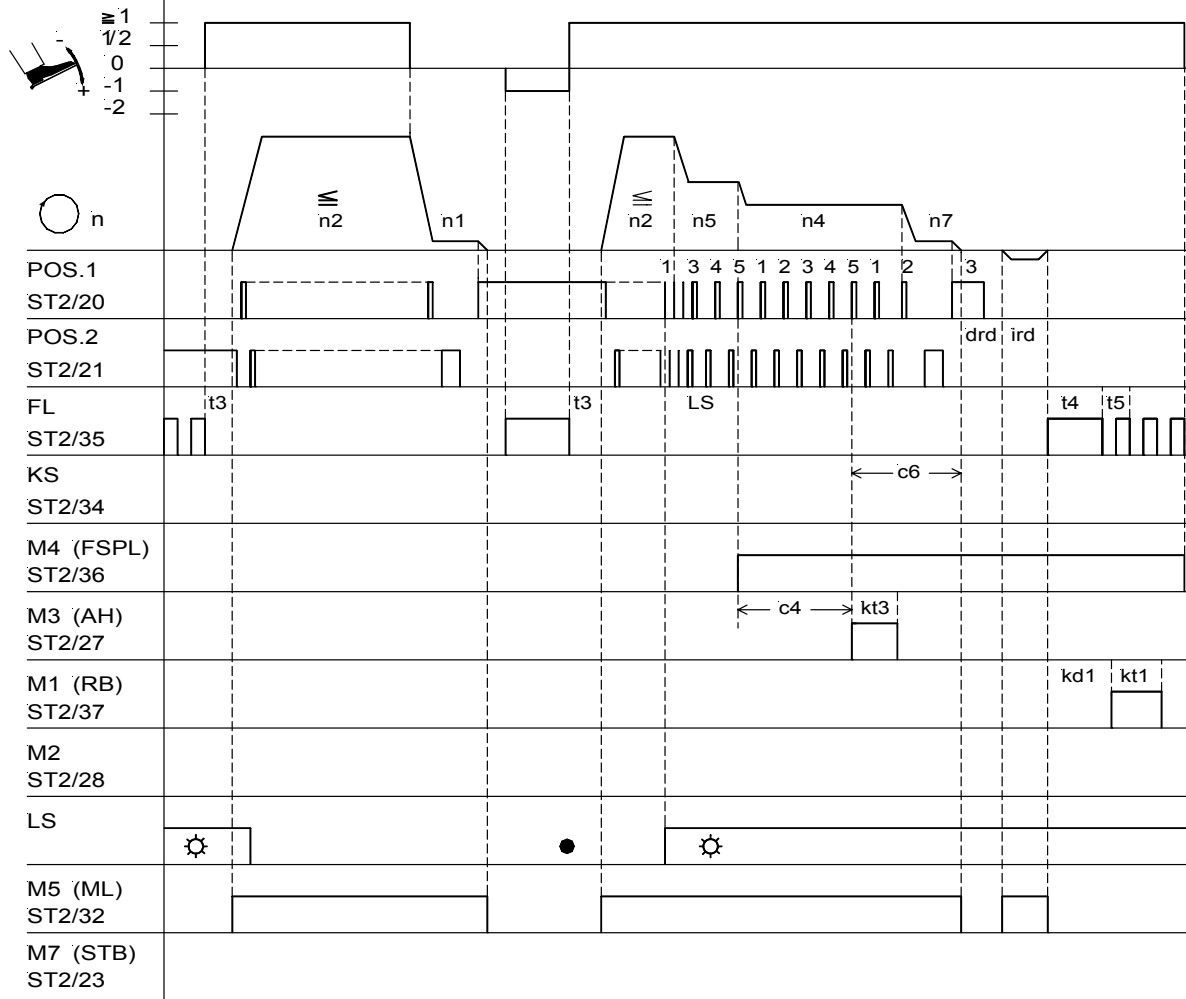 ≧ 1
1/2
0
-1
-2
-
+
n
≦
n2
n1
≦
n2
n5
n4
n7
POS.1
ST2/20
1 3 4 5 1 2 3 4 5 1 2 3
POS.2
ST2/21
drd ird
FL
ST2/35
t3 t3 LS t4 t5
KS
ST2/34
c6
M4 (FSPL)
ST2/36
M3 (AH)
ST2/27
c4 kt3
M1 (RB)
ST2/37
kd1 kt1
M2
ST2/28
LS
M5 (ML)
ST2/32
M7 (STB)
ST2/23